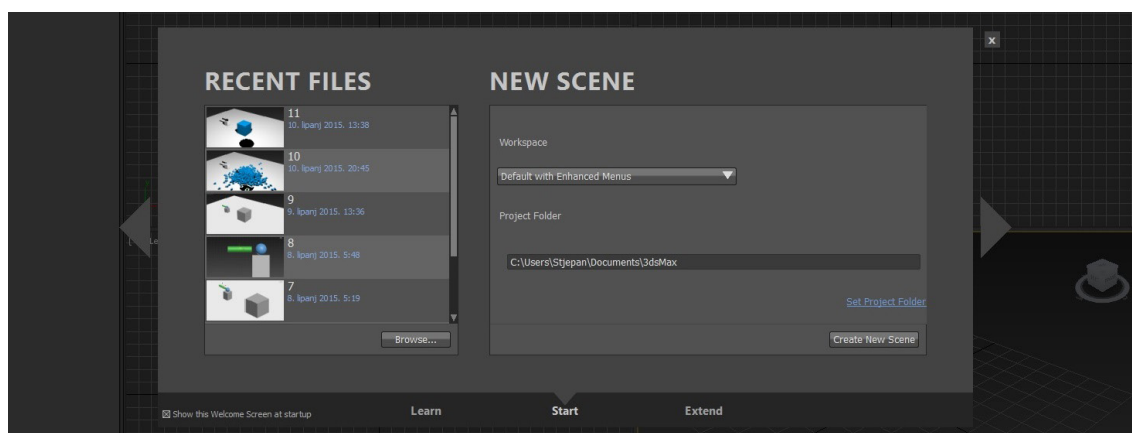 x
RECENT FILES
11
10. lipanj 2015. 13:38
10
10. lipanj 2015. 20:45
9
9. lipanj 2015. 13:36
8
8. lipanj 2015. 5:48
7
8. lipanj 2015. 5:19
Browse...
NEW SCENE
Workspace
Default with Enhanced Menus
Project Folder
C:\Users\Stjepan\Documents\3dsMax
Set Project Folder
Create New Scene
Show this Welcome Screen at startup
Learn
Start
Extend